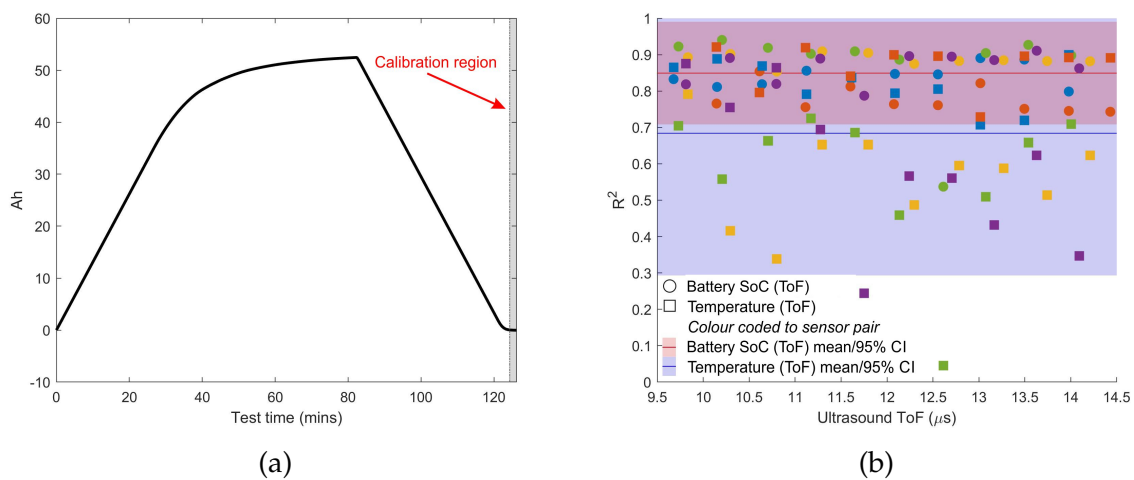 60
50
40
30
20
10
0
-10
Ah
Calibration region
0 20 40 60 80 100 120
Test time (mins)
(a)
1
0.9
0.8
0.7
0.6
0.5
0.4
0.3
0.2
0.1
0
R²
Battery SoC (ToF)
Temperature (ToF)
Colour coded to sensor pair
Battery SoC (ToF) mean/95% CI
Temperature (ToF) mean/95% CI
9.5 10 10.5 11 11.5 12 12.5 13 13.5 14 14.5
Ultrasound ToF (μs)
(b)